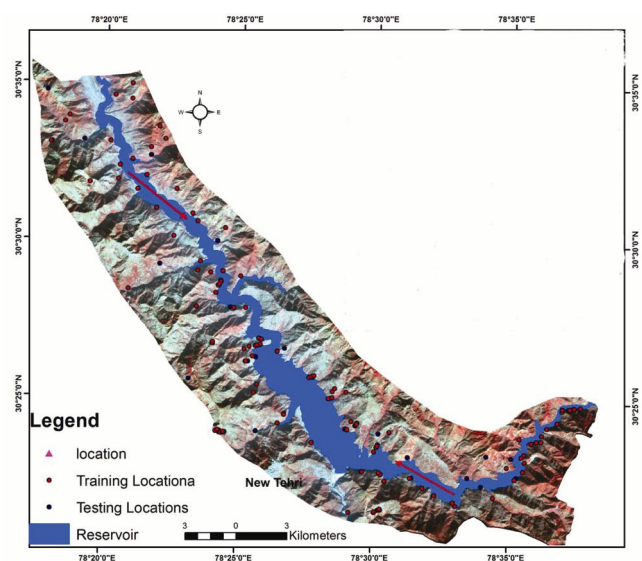 78°20'0"E 78°25'0"E 78°30'0"E 78°35'0"E
N
W E
S
30°35'0"N 30°35'0"N
30°30'0"N 30°30'0"N
30°25'0"N 30°25'0"N
Legend
location
Training Locationa
Testing Locations
Reservoir
New Tehri
3 0 3
Kilometers
78°20'0"E 78°25'0"E 78°30'0"E 78°35'0"E